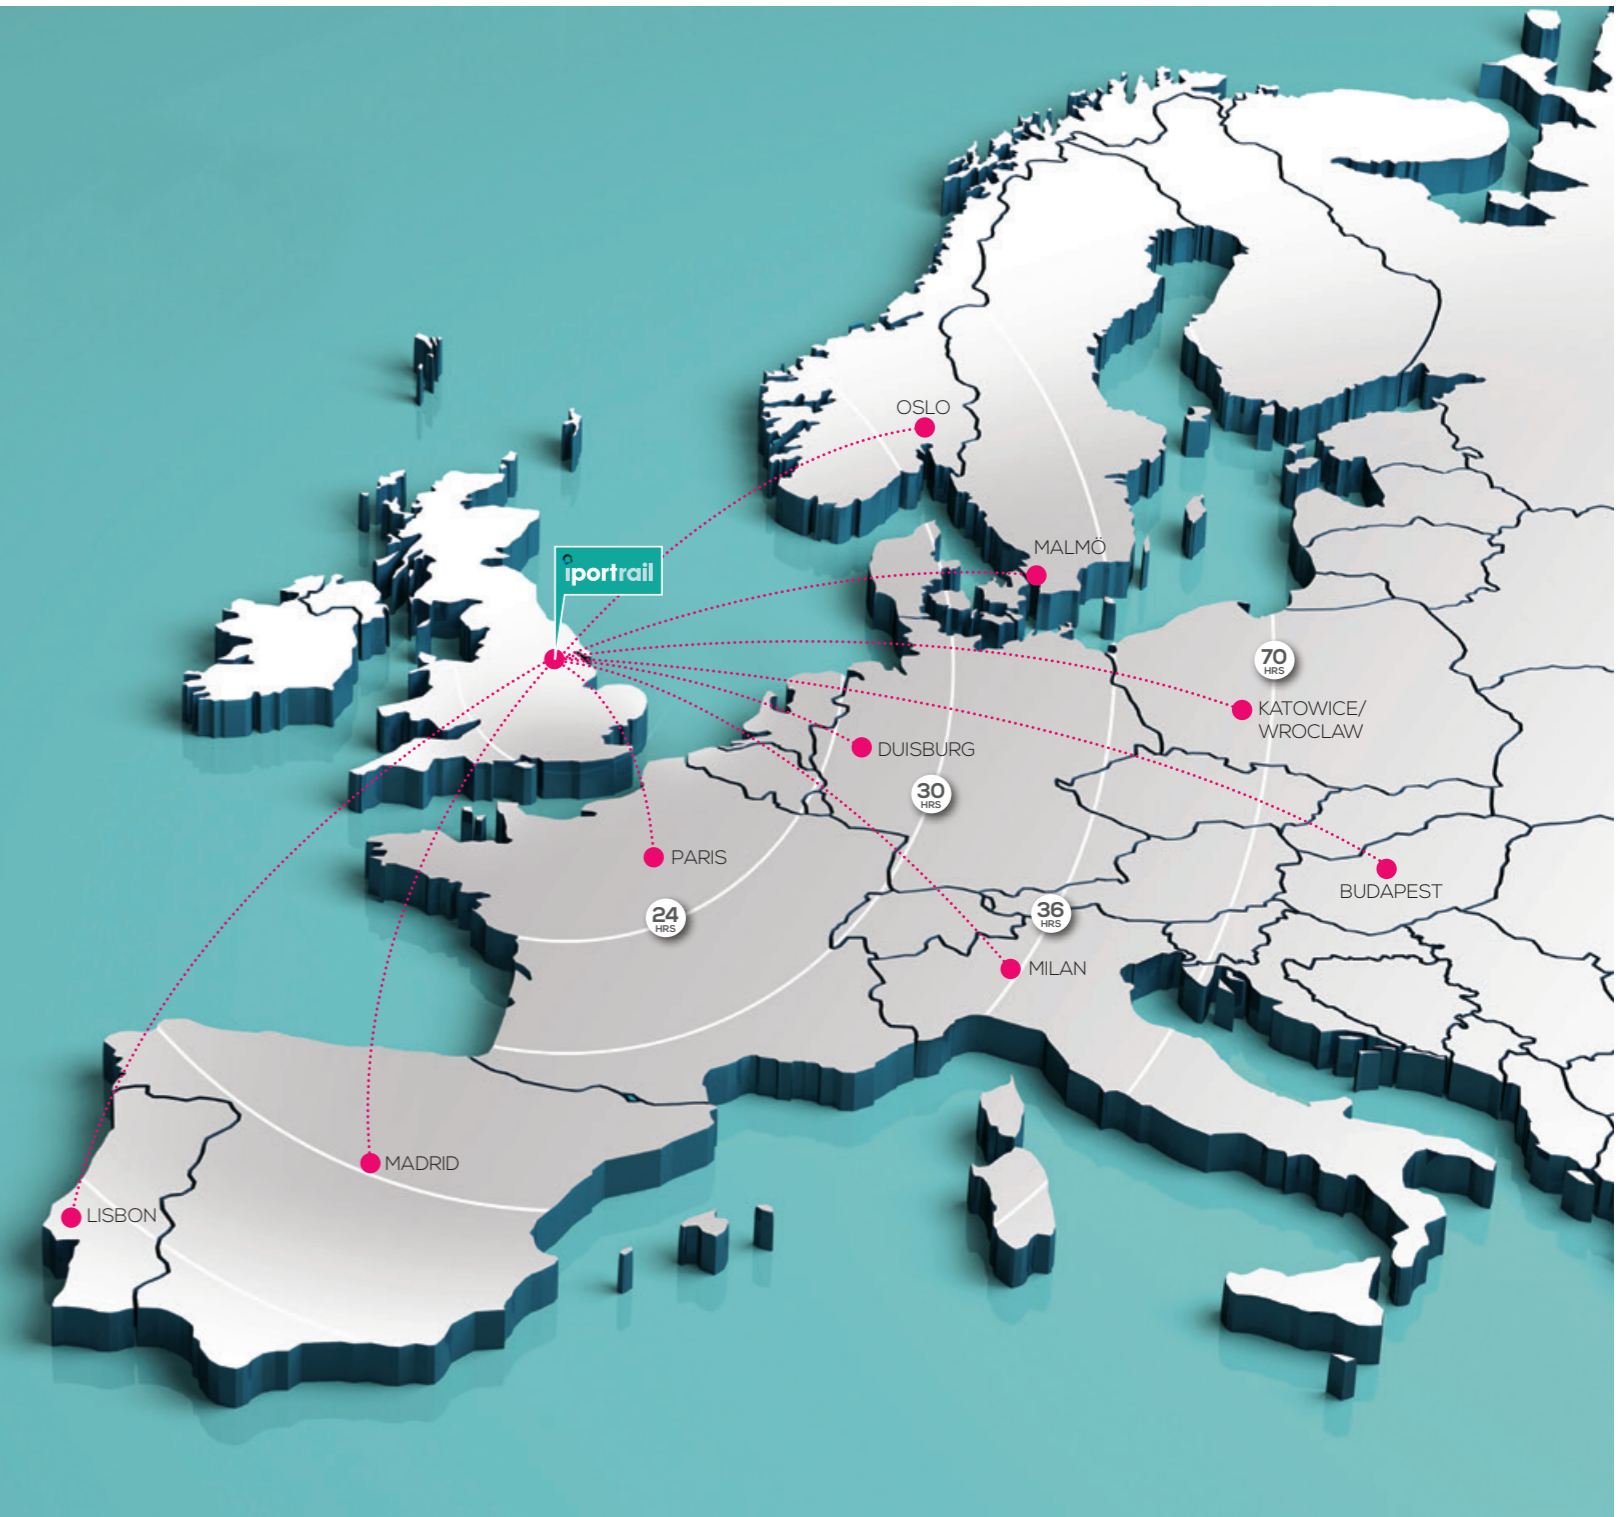 OSLO
MALMÖ
iportrail
70
HRS
KATOWICE/
WROCLAW
DUISBURG
30
HRS
PARIS
BUDAPEST
24
HRS
36
HRS
MILAN
MADRID
LISBON